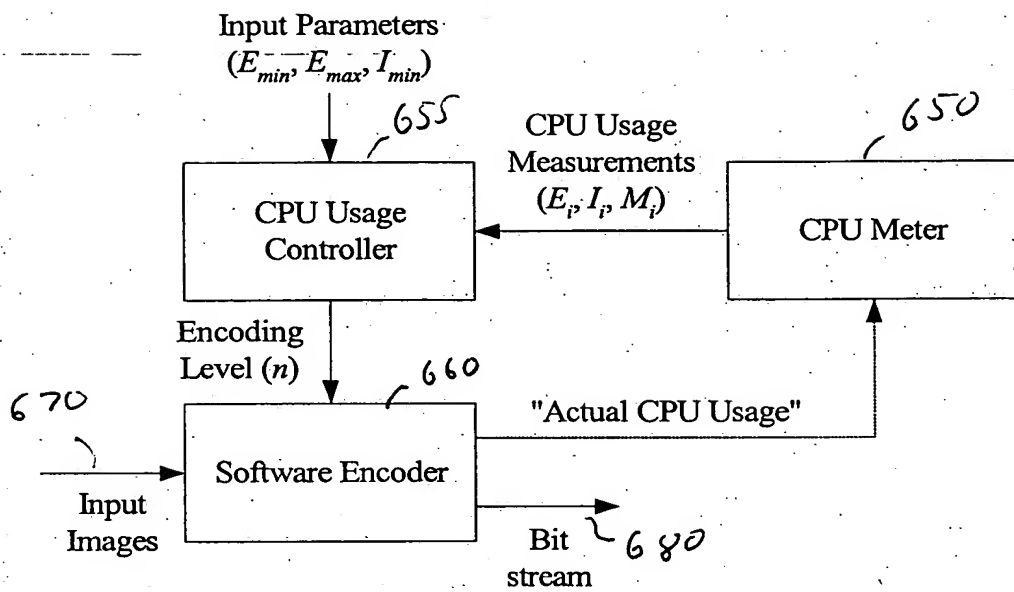 Input Parameters
(E_min, E_max, I_min)
655
CPU Usage
Measurements
(E_i, I_i, M_i)
650
CPU Usage
Controller
CPU Meter
Encoding
Level (n)
660
670
"Actual CPU Usage"
Software Encoder
Input
Images
Bit
stream
680